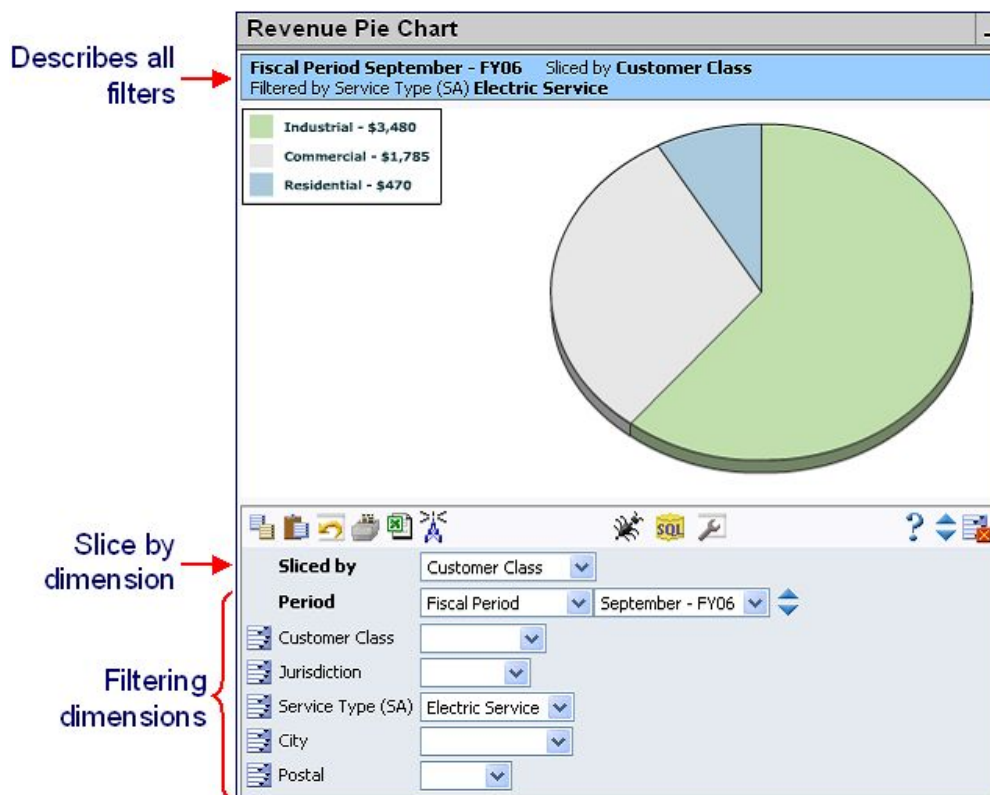 Revenue Pie Chart
Describes all
filters
Fiscal Period September - FY06 Sliced by Customer Class
Filtered by Service Type (SA) Electric Service
Industrial - $3,480
Commercial - $1,785
Residential - $470
SQL
?
Slice by
dimension
Sliced by Customer Class
Period Fiscal Period September - FY06
Filtering
dimensions
Customer Class
Jurisdiction
Service Type (SA) Electric Service
City
Postal